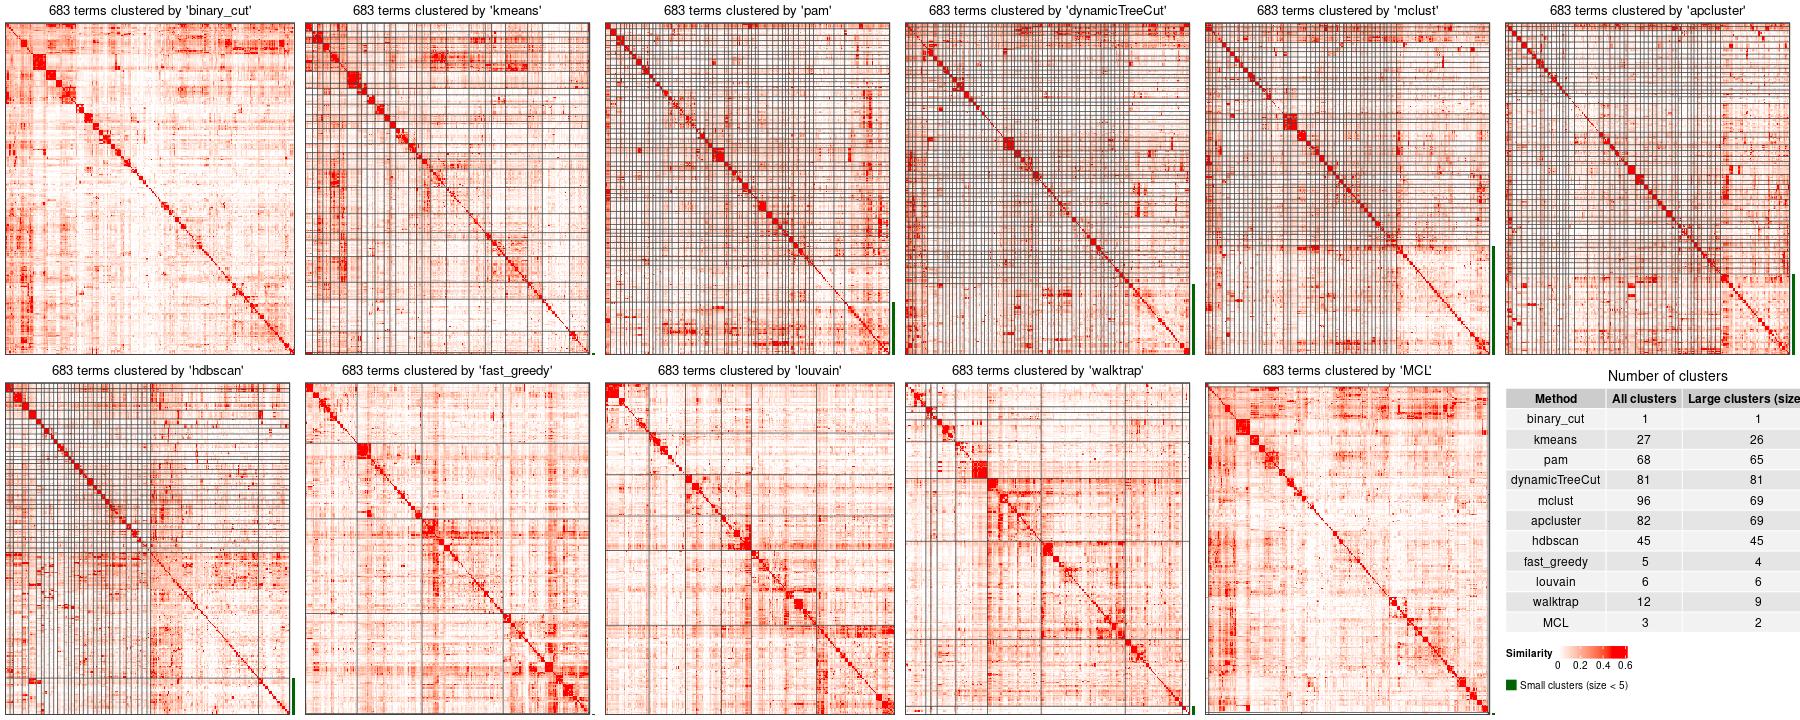 683 terms clustered by 'binary_cut'
683 terms clustered by 'kmeans'
683 terms clustered by 'pam'
683 terms clustered by 'dynamicTreeCut'
683 terms clustered by 'mclust'
683 terms clustered by 'apcluster'
683 terms clustered by 'hdbscan'
683 terms clustered by 'fast_greedy'
683 terms clustered by 'louvain'
683 terms clustered by 'walktrap'
683 terms clustered by 'MCL'
Number of clusters
Method All clusters Large clusters (size
binary_cut 1 1
kmeans 27 26
pam 68 65
dynamicTreeCut 81 81
mclust 96 69
apcluster 82 69
hdbscan 45 45
fast_greedy 5 4
louvain 6 6
walktrap 12 9
MCL 3 2
Similarity
0 0.2 0.4 0.6
Small clusters (size < 5)